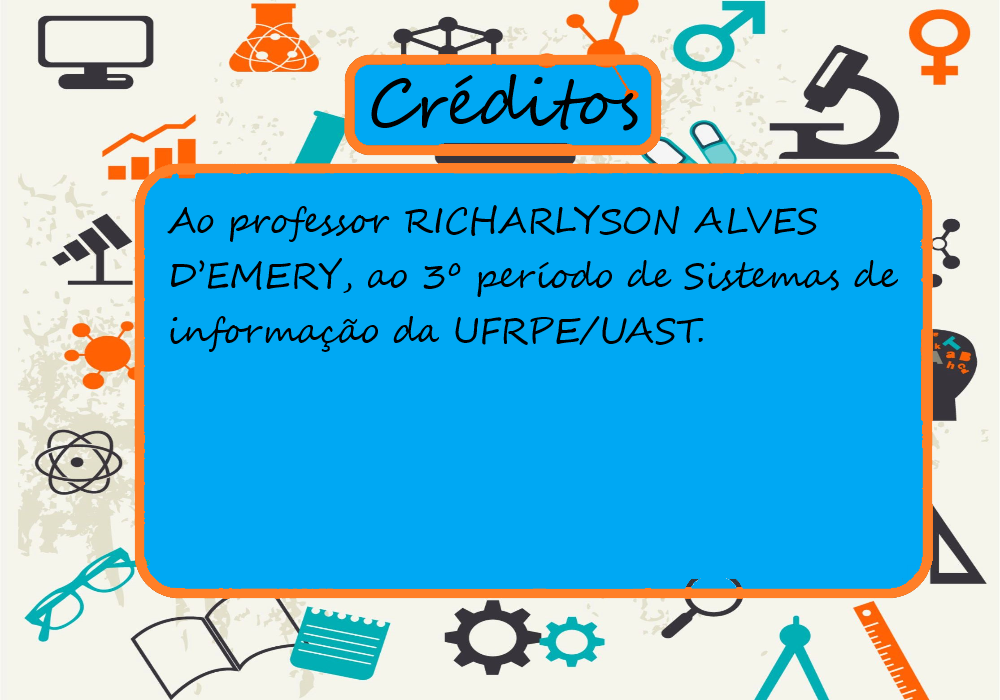 Créditos
Ao professor RICHARLYSON ALVES
D'EMERY, ao 3º período de Sistemas de
informação da UFRPE/UAST.